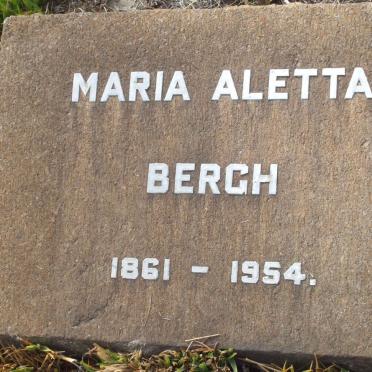 MARIA ALETTA
BERGH
1861 – 1954.